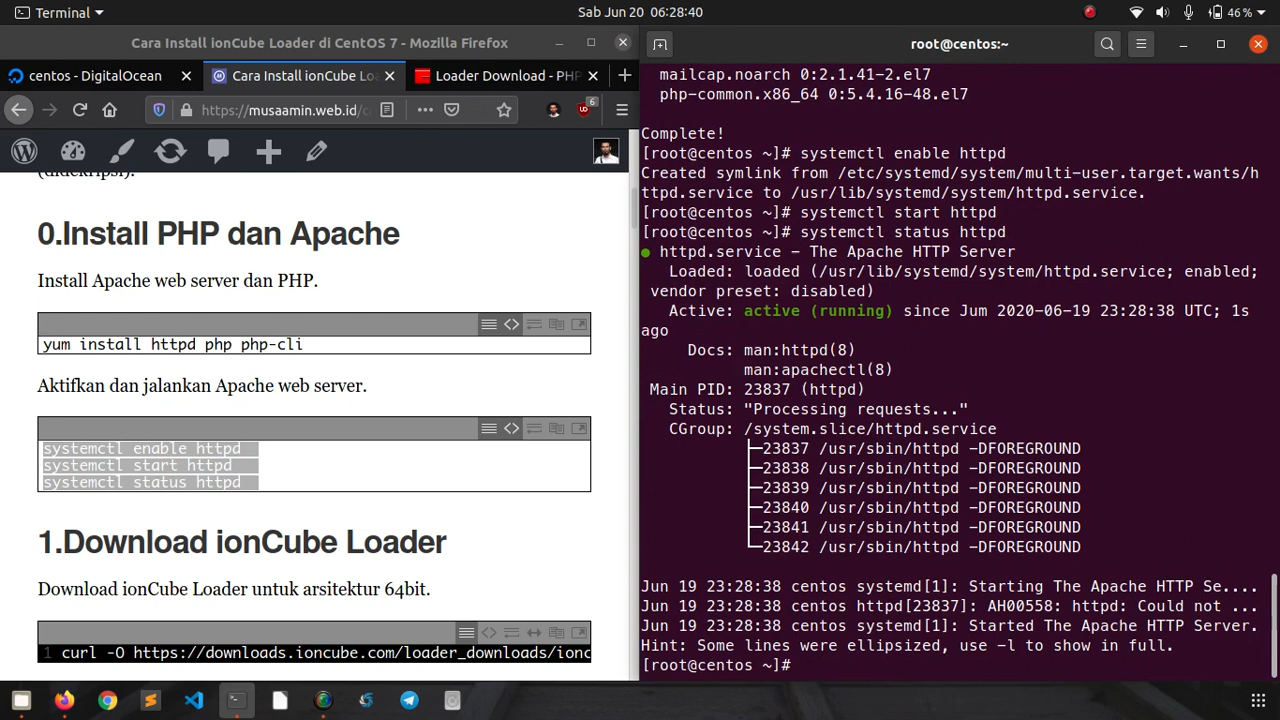 Terminal
Sab Jun 20 06:28:40
46 %
Cara Install ionCube Loader di CentOS 7 - Mozilla Firefox
centos - DigitalOcean
Cara Install ionCube Lo
Loader Download - PHP
https://musaamin.web.id/c
6
(didekripsi).
0.Install PHP dan Apache
Install Apache web server dan PHP.
yum install httpd php php-cli
Aktifkan dan jalankan Apache web server.
systemctl enable httpd
systemctl start httpd
systemctl status httpd
1.Download ionCube Loader
Download ionCube Loader untuk arsitektur 64bit.
1 curl -O https://downloads.ioncube.com/loader_downloads/ionc
root@centos:~
mailcap.noarch 0:2.1.41-2.el7
php-common.x86_64 0:5.4.16-48.el7
Complete!
[root@centos ~]# systemctl enable httpd
Created symlink from /etc/systemd/system/multi-user.target.wants/h
ttpd.service to /usr/lib/systemd/system/httpd.service.
[root@centos ~]# systemctl start httpd
[root@centos ~]# systemctl status httpd
● httpd.service - The Apache HTTP Server
Loaded: loaded (/usr/lib/systemd/system/httpd.service; enabled;
vendor preset: disabled)
Active: active (running) since Jum 2020-06-19 23:28:38 UTC; 1s
ago
Docs: man:httpd(8)
man:apachectl(8)
Main PID: 23837 (httpd)
Status: "Processing requests..."
CGroup: /system.slice/httpd.service
├─23837 /usr/sbin/httpd -DFOREGROUND
├─23838 /usr/sbin/httpd -DFOREGROUND
├─23839 /usr/sbin/httpd -DFOREGROUND
├─23840 /usr/sbin/httpd -DFOREGROUND
├─23841 /usr/sbin/httpd -DFOREGROUND
└─23842 /usr/sbin/httpd -DFOREGROUND
Jun 19 23:28:38 centos systemd[1]: Starting The Apache HTTP Se....
Jun 19 23:28:38 centos httpd[23837]: AH00558: httpd: Could not ...
Jun 19 23:28:38 centos systemd[1]: Started The Apache HTTP Server.
Hint: Some lines were ellipsized, use -l to show in full.
[root@centos ~]#